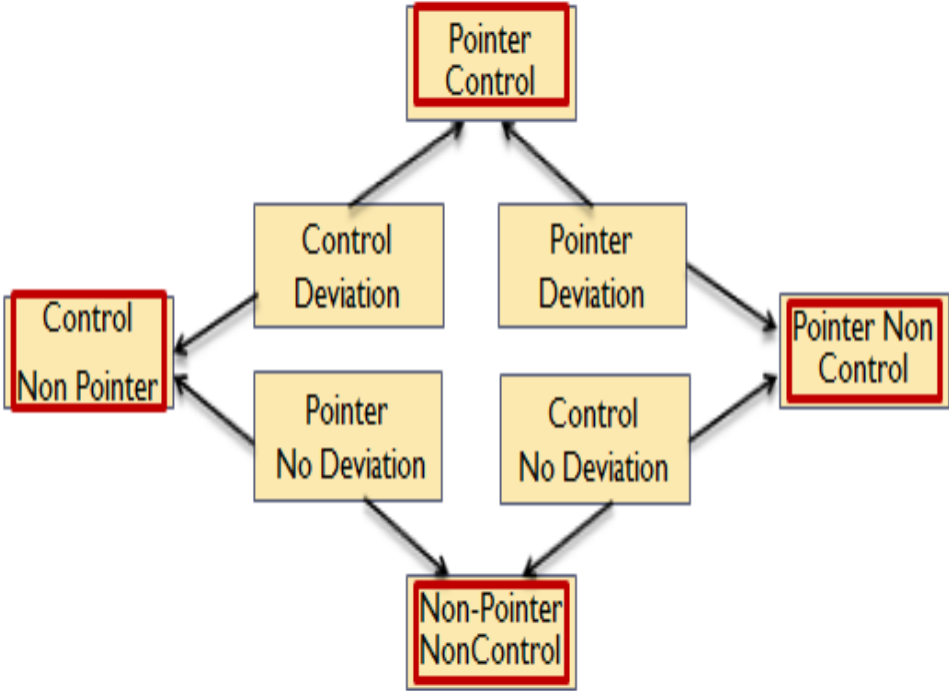 Pointer
Control
Control
Deviation
Pointer
Deviation
Control
Non Pointer
Pointer Non
Control
Pointer
No Deviation
Control
No Deviation
Non-Pointer
NonControl